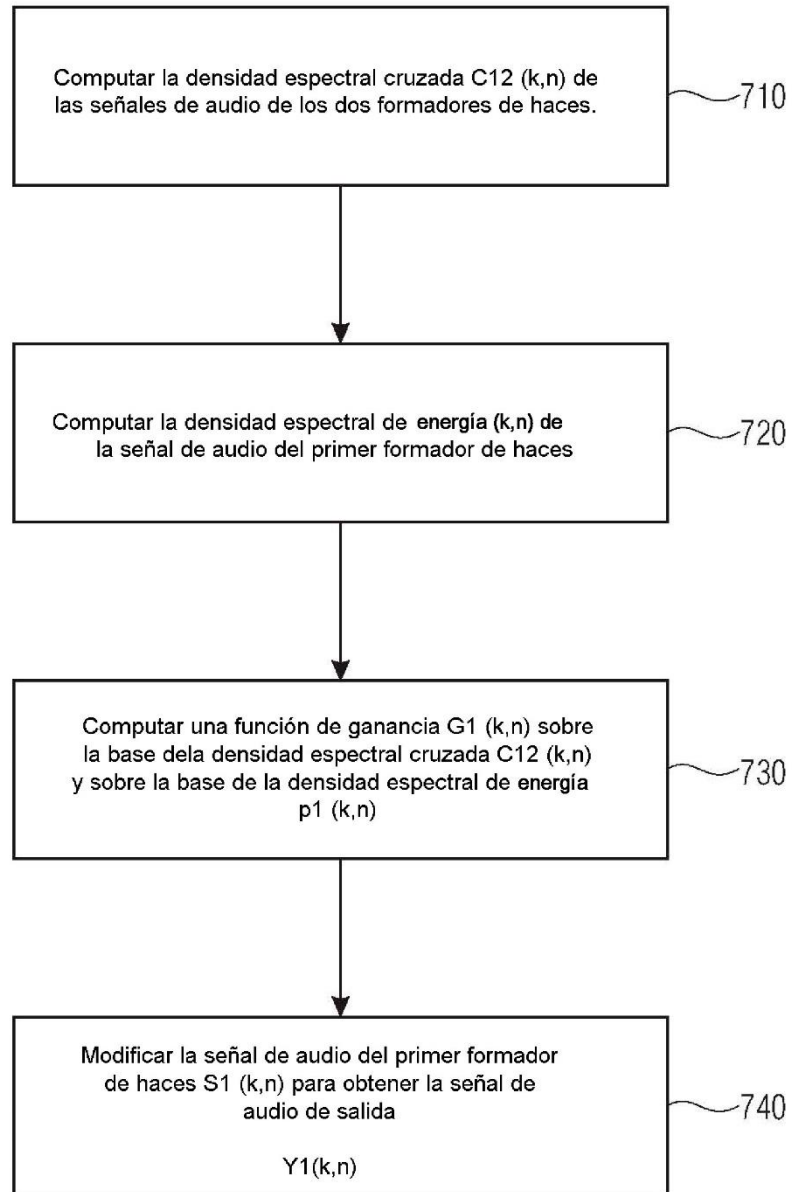 Computar la densidad espectral cruzada C12 (k,n) de
las señales de audio de los dos formadores de haces.
710
Computar la densidad espectral de energía (k,n) de
la señal de audio del primer formador de haces
720
Computar una función de ganancia G1 (k,n) sobre
la base dela densidad espectral cruzada C12 (k,n)
y sobre la base de la densidad espectral de energía
p1 (k,n)
730
Modificar la señal de audio del primer formador
de haces S1 (k,n) para obtener la señal de
audio de salida
Y1(k,n)
740